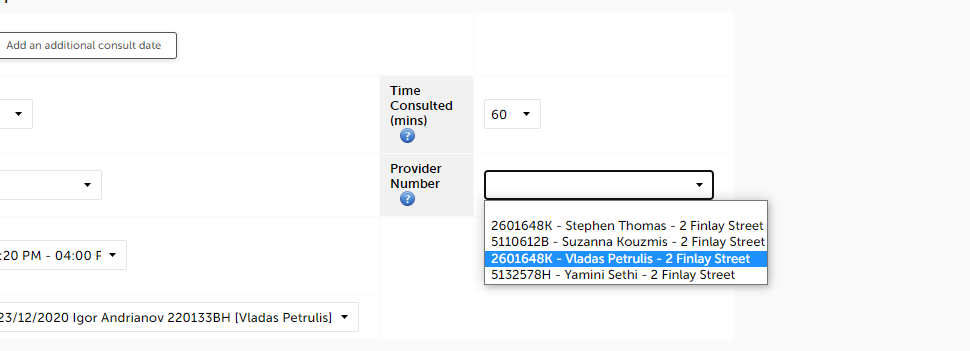 Add an additional consult date
Time
Consulted
(mins)
?
60
Provider
Number
?
2601648K - Stephen Thomas - 2 Finlay Street
5110612B - Suzanna Kouzmis - 2 Finlay Street
2601648K - Vladas Petrulis - 2 Finlay Street
5132578H - Yamini Sethi - 2 Finlay Street
:20 PM - 04:00 F
23/12/2020 Igor Andrianov 220133BH [Vladas Petrulis]